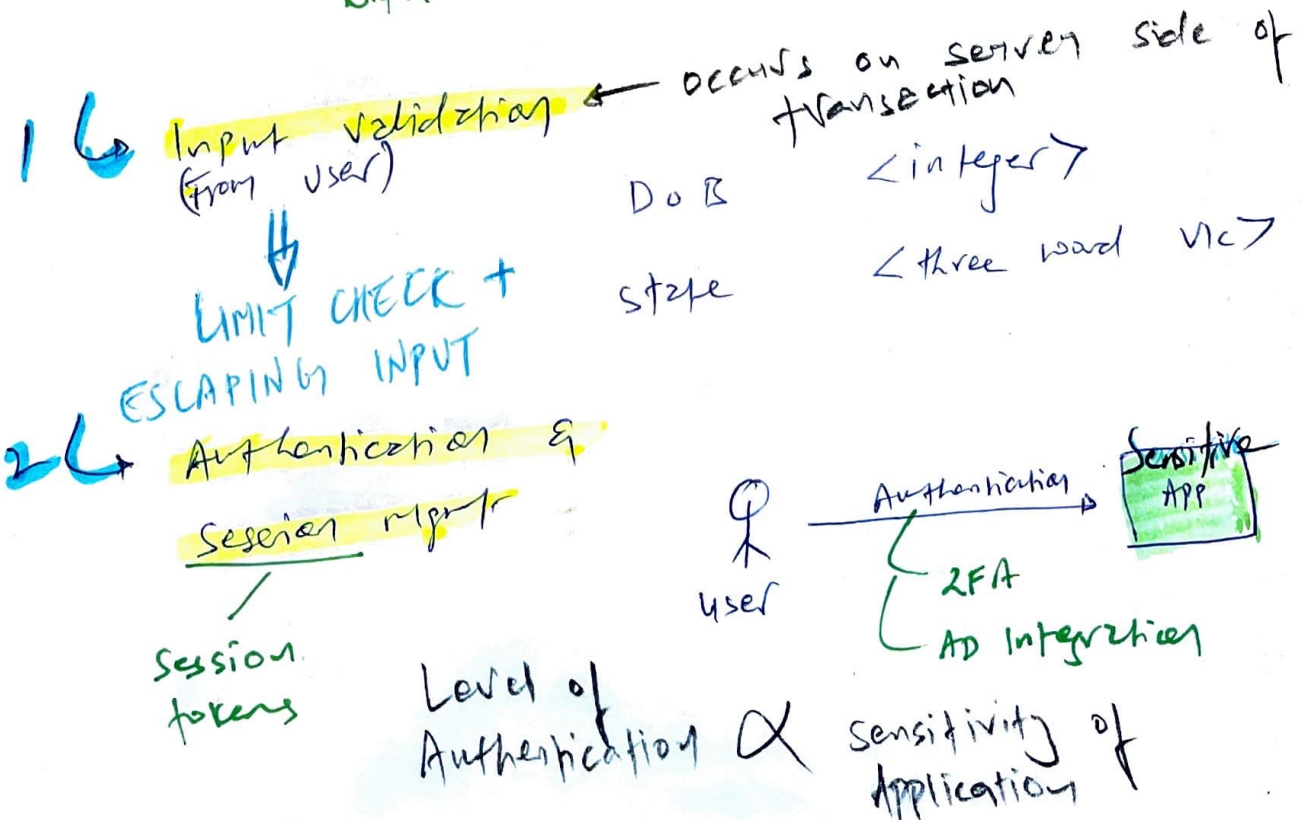 1 Input validation ← occurs on server side of
transaction
(From user)
DoB <integer>
State <three word VIC>
LIMIT CHECK +
ESCAPING INPUT
2 Authentication &
Session mgmt
Session
tokens
user
Authentication
Sensitive
APP
2FA
AD Integration
Level of
Authentication ∝ sensitivity of
Application